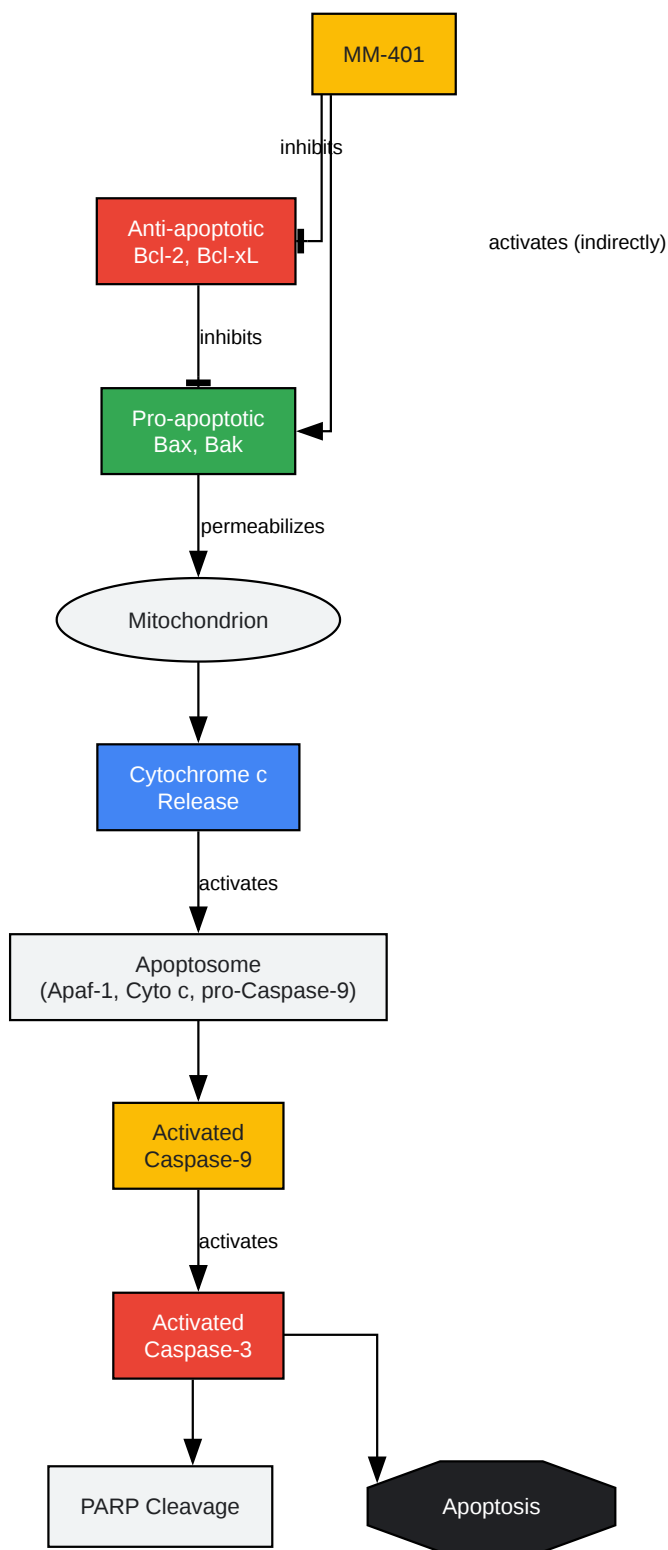 MM-401
inhibits
Anti-apoptotic
Bcl-2, Bcl-xL
activates (indirectly)
inhibits
Pro-apoptotic
Bax, Bak
permeabilizes
Mitochondrion
Cytochrome c
Release
activates
Apoptosome
(Apaf-1, Cyto c, pro-Caspase-9)
Activated
Caspase-9
activates
Activated
Caspase-3
PARP Cleavage
Apoptosis